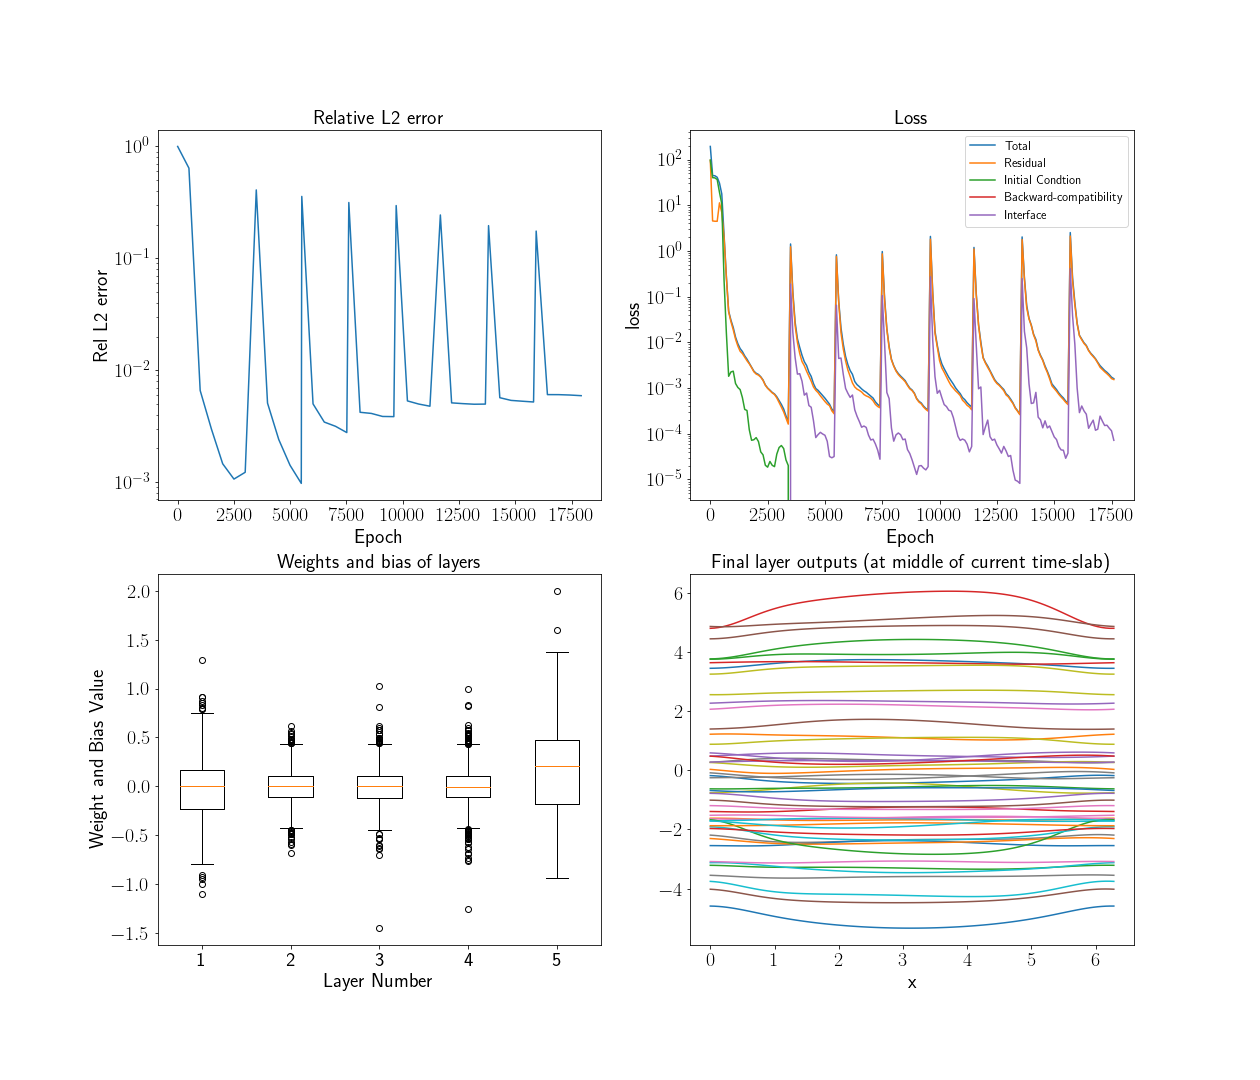 Relative L2 error
10^0
10^-1
10^-2
10^-3
Rel L2 error
0 2500 5000 7500 10000 12500 15000 17500
Epoch
Loss
10^2
10^1
10^0
10^-1
10^-2
10^-3
10^-4
10^-5
loss
Total
Residual
Initial Condtion
Backward-compatibility
Interface
0 2500 5000 7500 10000 12500 15000 17500
Epoch
Weights and bias of layers
2.0
1.5
1.0
0.5
0.0
−0.5
−1.0
−1.5
Weight and Bias Value
1 2 3 4 5
Layer Number
Final layer outputs (at middle of current time-slab)
6
4
2
0
−2
−4
0 1 2 3 4 5 6
x